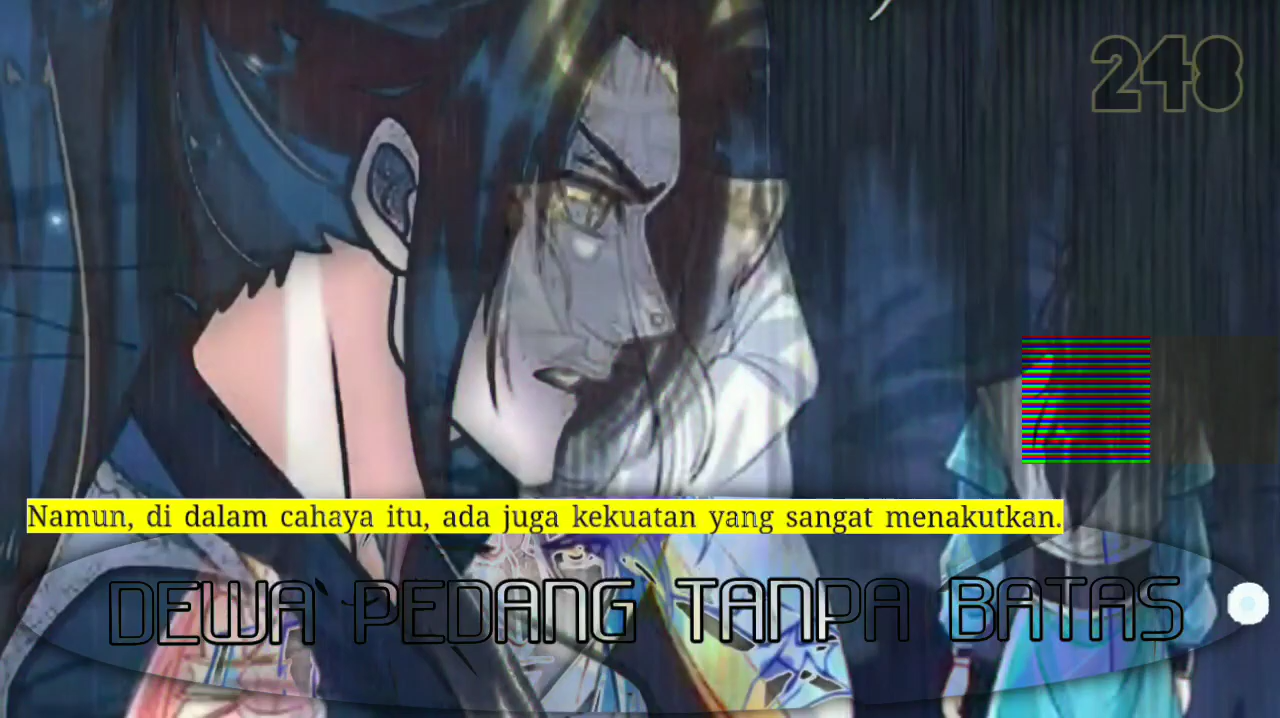 248
Namun, di dalam cahaya itu, ada juga kekuatan yang sangat menakutkan.
DEWA PEDANG TANPA BATAS